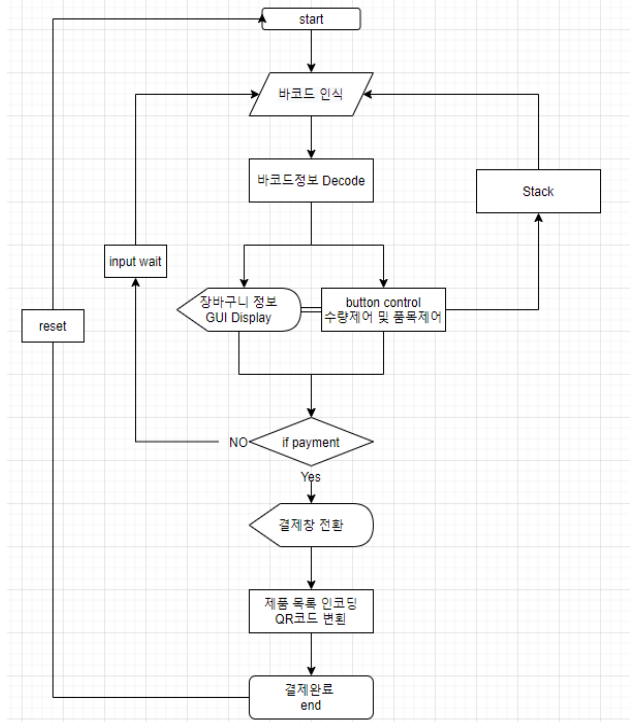 start
바코드 인식
바코드정보 Decode
Stack
input wait
장바구니 정보
GUI Display
button control
수량제어 및 품목제어
reset
NO
if payment
Yes
결제창 전환
제품 목록 인코딩
QR코드 변환
결제완료
end